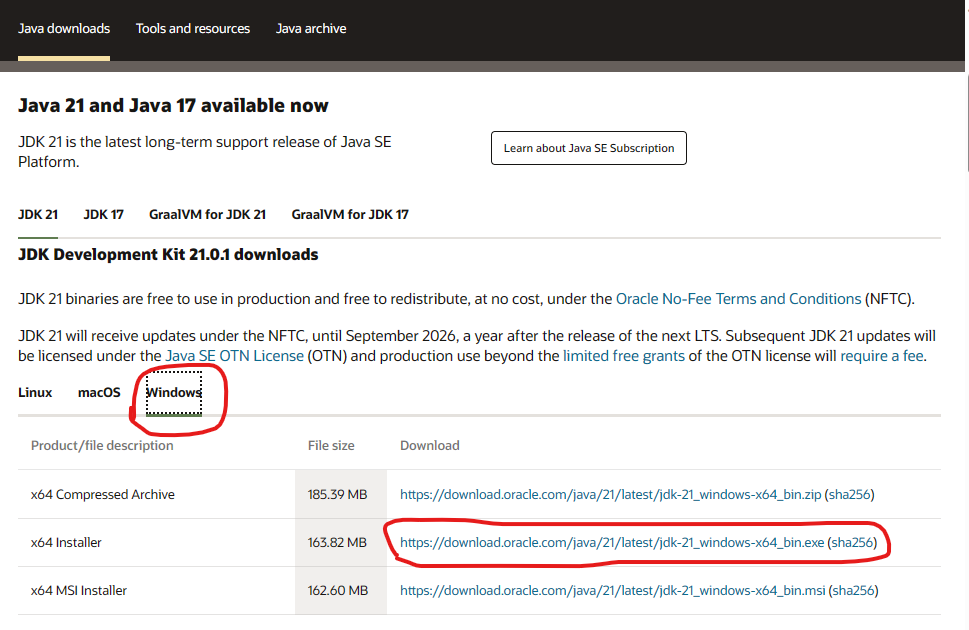 Java downloads Tools and resources Java archive
Java 21 and Java 17 available now
JDK 21 is the latest long-term support release of Java SE
Platform.
Learn about Java SE Subscription
JDK 21 JDK 17 GraalVM for JDK 21 GraalVM for JDK 17
JDK Development Kit 21.0.1 downloads
JDK 21 binaries are free to use in production and free to redistribute, at no cost, under the Oracle No-Fee Terms and Conditions (NFTC).
JDK 21 will receive updates under the NFTC, until September 2026, a year after the release of the next LTS. Subsequent JDK 21 updates will
be licensed under the Java SE OTN License (OTN) and production use beyond the limited free grants of the OTN license will require a fee.
Linux macOS Windows
Product/file description File size Download
x64 Compressed Archive 185.39 MB https://download.oracle.com/java/21/latest/jdk-21_windows-x64_bin.zip (sha256)
x64 Installer 163.82 MB https://download.oracle.com/java/21/latest/jdk-21_windows-x64_bin.exe (sha256)
x64 MSI Installer 162.60 MB https://download.oracle.com/java/21/latest/jdk-21_windows-x64_bin.msi (sha256)